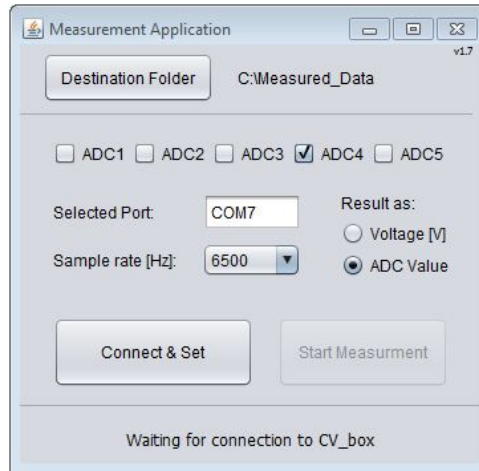 Measurement Application
v1.7
Destination Folder C:\Measured_Data
ADC1 ADC2 ADC3 ADC4 ADC5
Selected Port: COM7
Result as:
Voltage [V]
Sample rate [Hz]: 6500
ADC Value
Connect & Set
Start Measurment
Waiting for connection to CV_box